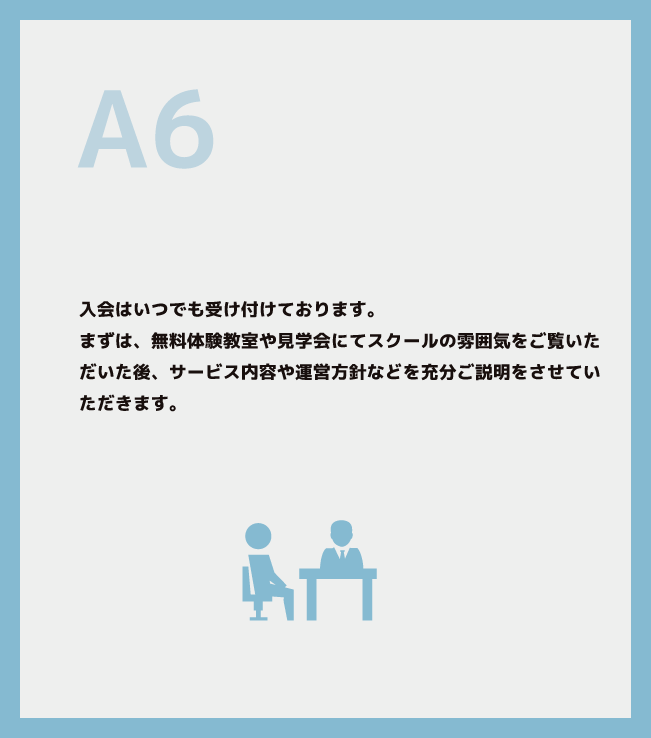 A6
入会はいつでも受け付けております。
まずは、無料体験教室や見学会にてスクールの雰囲気をご覧いた
だいた後、サービス内容や運営方針などを充分ご説明をさせてい
ただきます。